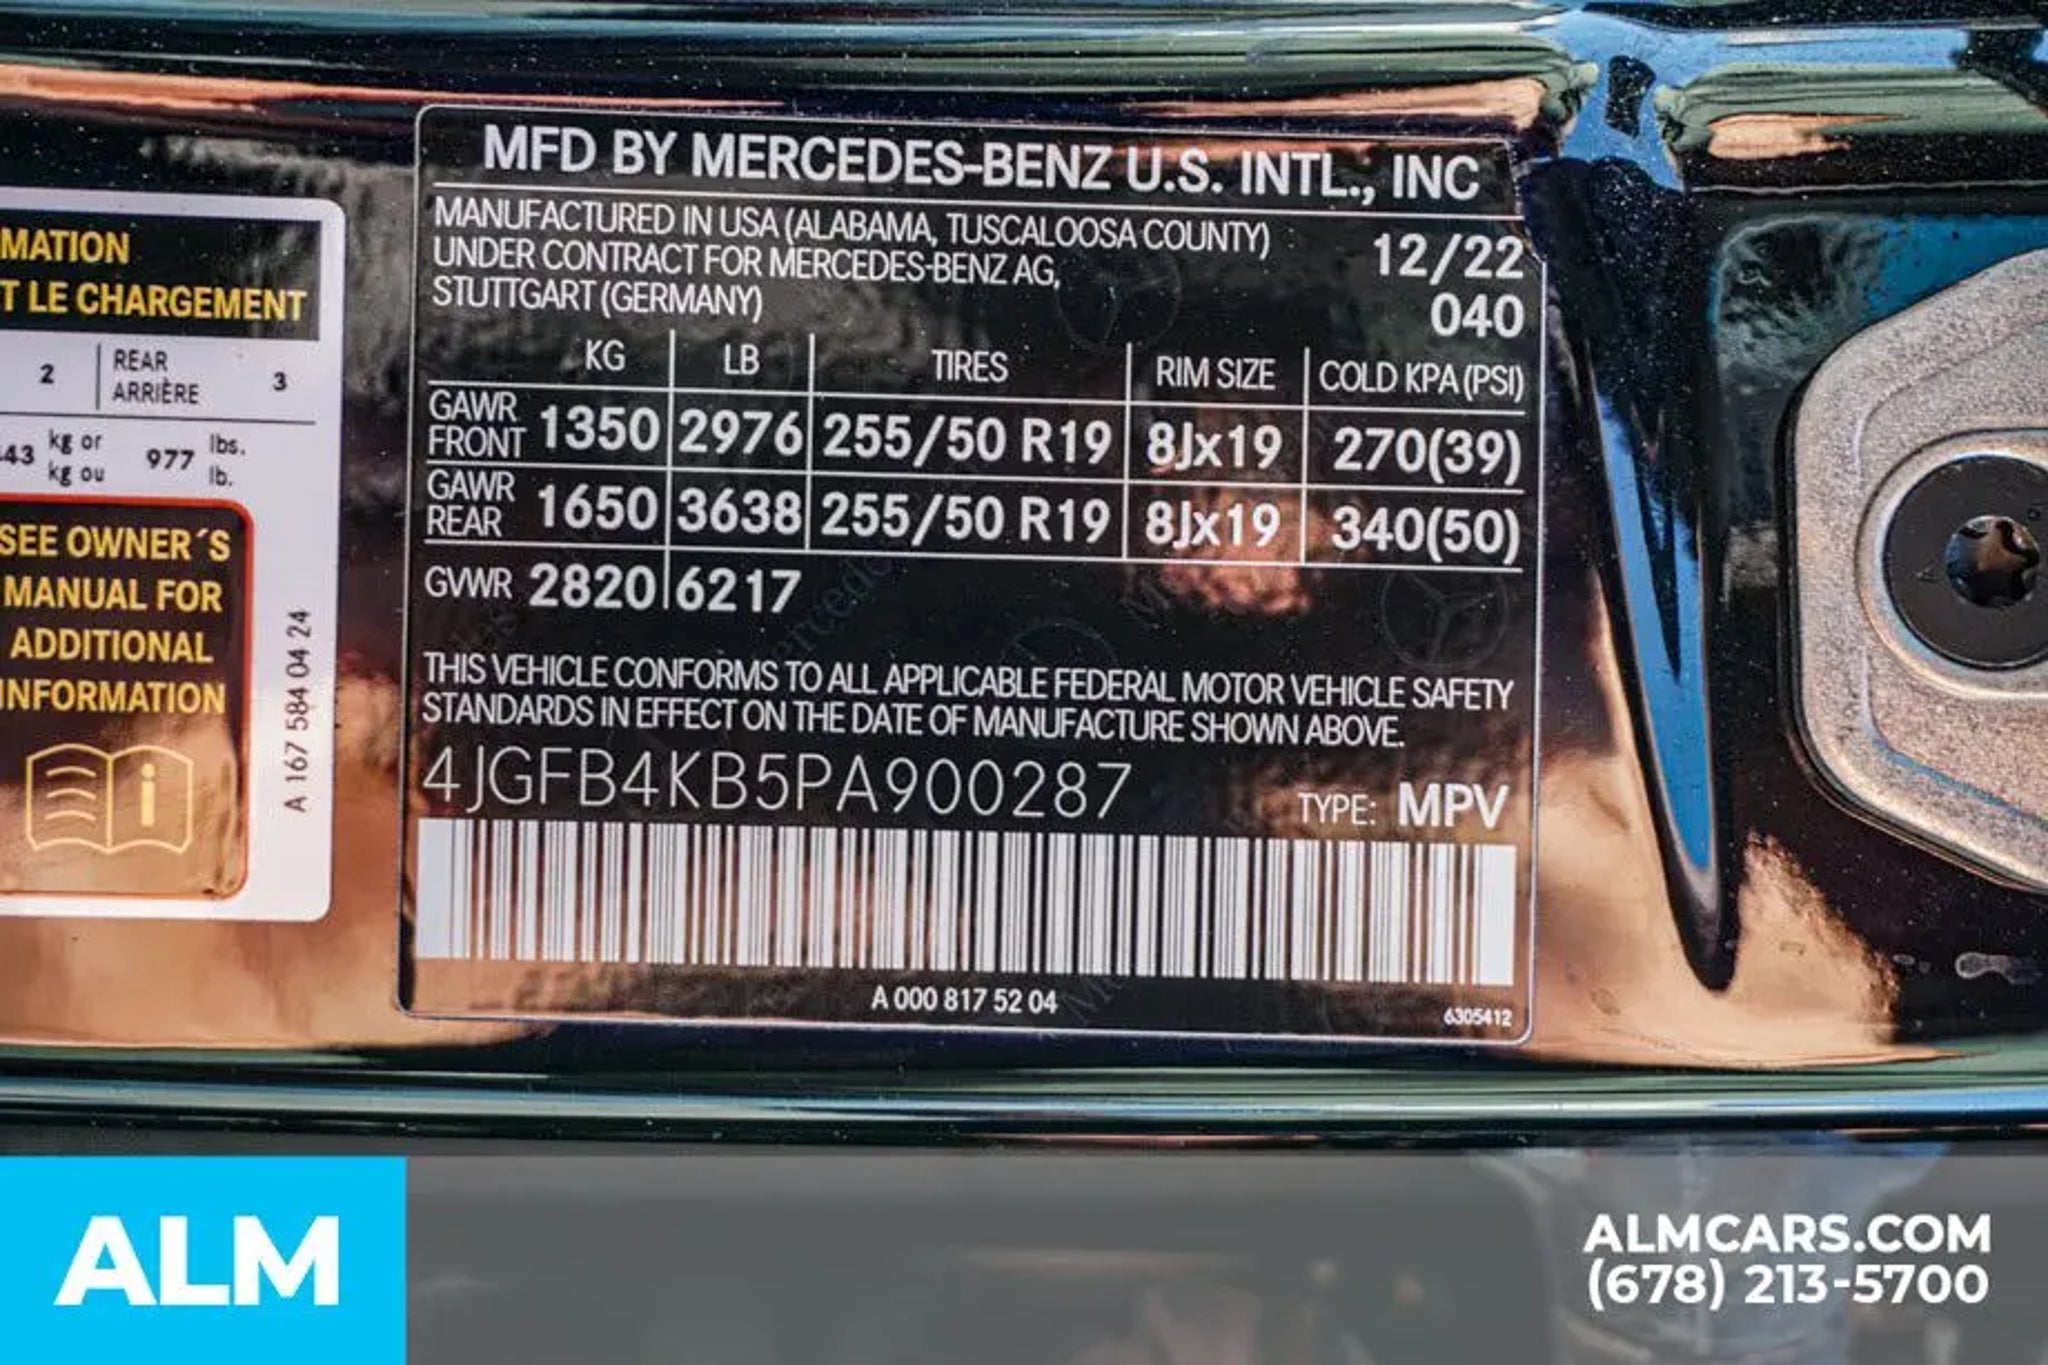 MATION
T LE CHARGEMENT
2 REAR ARRIÈRE 3
43 kg or kg ou 977 lbs. lb.
SEE OWNER´S
MANUAL FOR
ADDITIONAL
INFORMATION
A 167 584 04 24
MFD BY MERCEDES-BENZ U.S. INTL., INC
MANUFACTURED IN USA (ALABAMA, TUSCALOOSA COUNTY)
UNDER CONTRACT FOR MERCEDES-BENZ AG,
STUTTGART (GERMANY)
12/22
040
KG LB TIRES RIM SIZE COLD KPA (PSI)
GAWR FRONT 1350 2976 255/50 R19 8Jx19 270(39)
GAWR REAR 1650 3638 255/50 R19 8Jx19 340(50)
GVWR 2820 6217
THIS VEHICLE CONFORMS TO ALL APPLICABLE FEDERAL MOTOR VEHICLE SAFETY
STANDARDS IN EFFECT ON THE DATE OF MANUFACTURE SHOWN ABOVE.
4JGFB4KB5PA900287
TYPE: MPV
A 000 817 52 04
6305412
ALM
ALMCARS.COM
(678) 213-5700